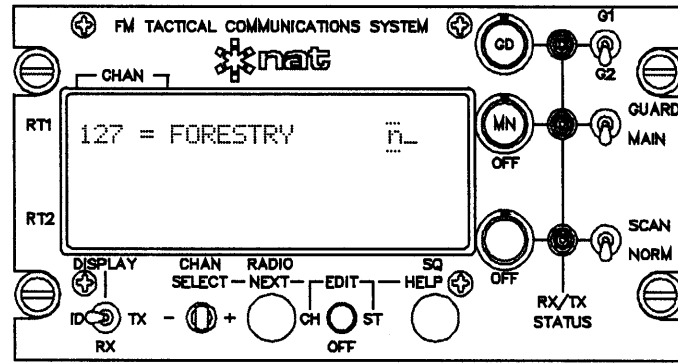 FM TACTICAL COMMUNICATIONS SYSTEM
nat
G1
GD
G2
CHAN
GUARD
RT1
127 = FORESTRY n_
MN
MAIN
OFF
RT2
SCAN
NORM
OFF
DISPLAY
CHAN RADIO SQ
SELECT NEXT EDIT HELP
ID TX - + CH ST
RX OFF
RX/TX
STATUS